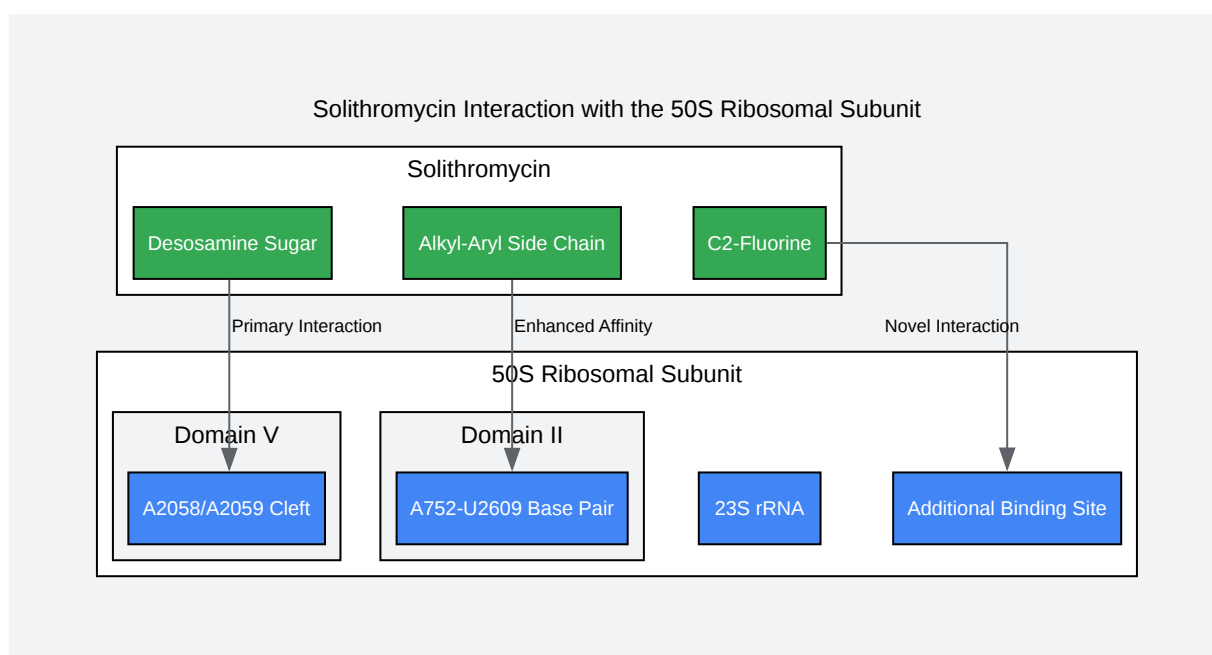 Solithromycin Interaction with the 50S Ribosomal Subunit
Solithromycin
Desosamine Sugar
Alkyl-Aryl Side Chain
C2-Fluorine
Primary Interaction
Enhanced Affinity
Novel Interaction
50S Ribosomal Subunit
Domain V
Domain II
A2058/A2059 Cleft
A752-U2609 Base Pair
23S rRNA
Additional Binding Site